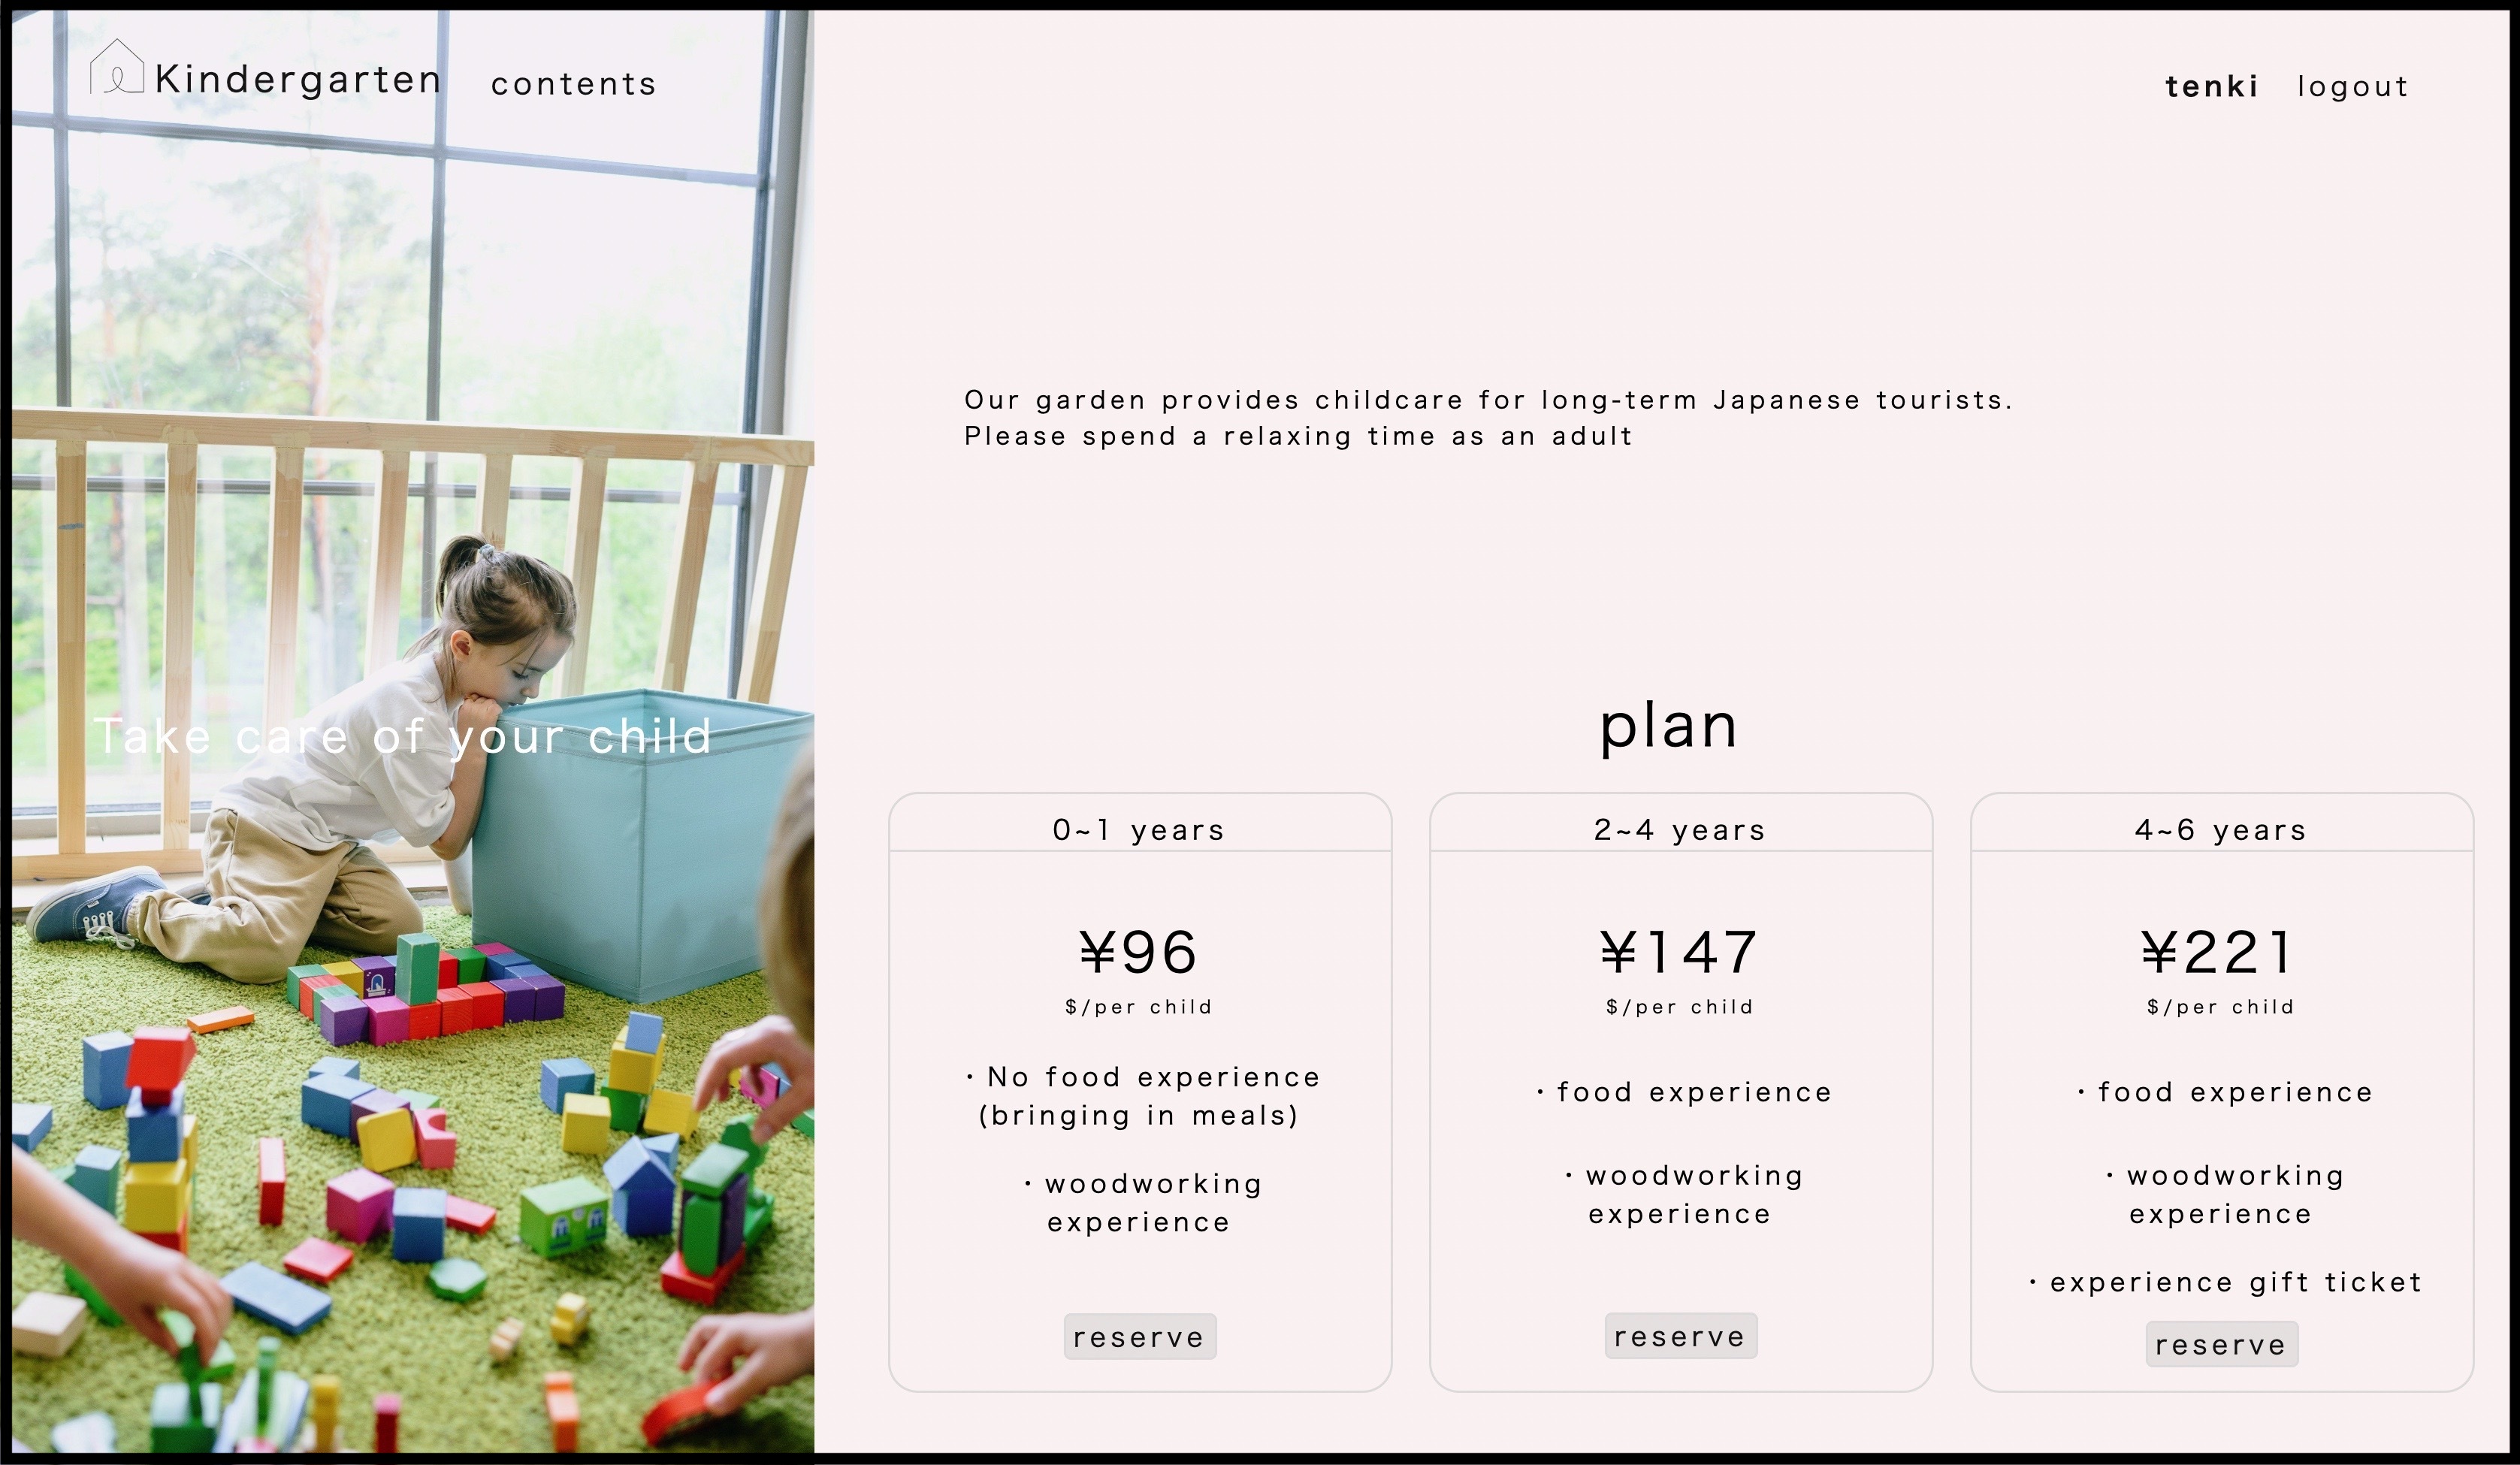 Kindergarten
contents
tenki
logout
Our garden provides childcare for long-term Japanese tourists.
Please spend a relaxing time as an adult
Take care of your child
plan
0~1 years
¥96
$/per child
・No food experience
(bringing in meals)
・woodworking
experience
reserve
2~4 years
¥147
$/per child
・food experience
・woodworking
experience
reserve
4~6 years
¥221
$/per child
・food experience
・woodworking
experience
・experience gift ticket
reserve